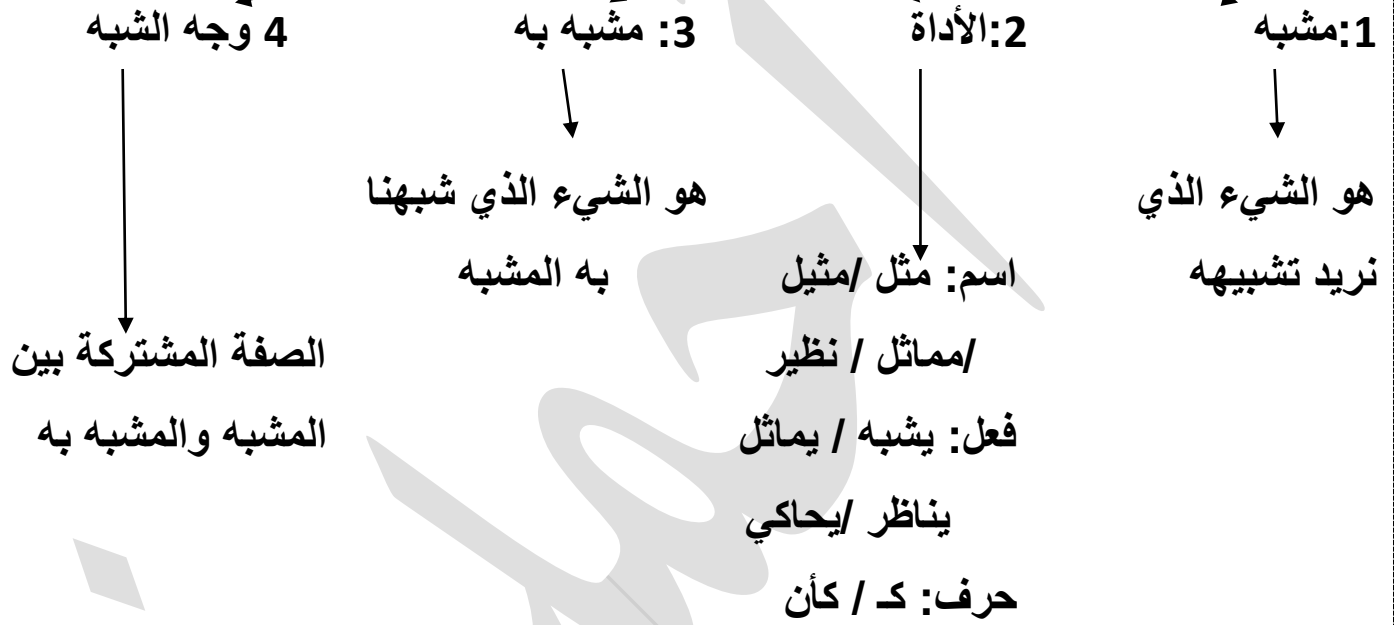 1:مشبه
2:الأداة
3: مشبه به
4 وجه الشبه
هو الشيء الذي
نريد تشبيهه
اسم: مثل /مثيل
/مماثل / نظير
فعل: يشبه / يماثل
يناظر /يحاكي
حرف: كـ / كأن
هو الشيء الذي شبهنا
به المشبه
الصفة المشتركة بين
المشبه والمشبه به